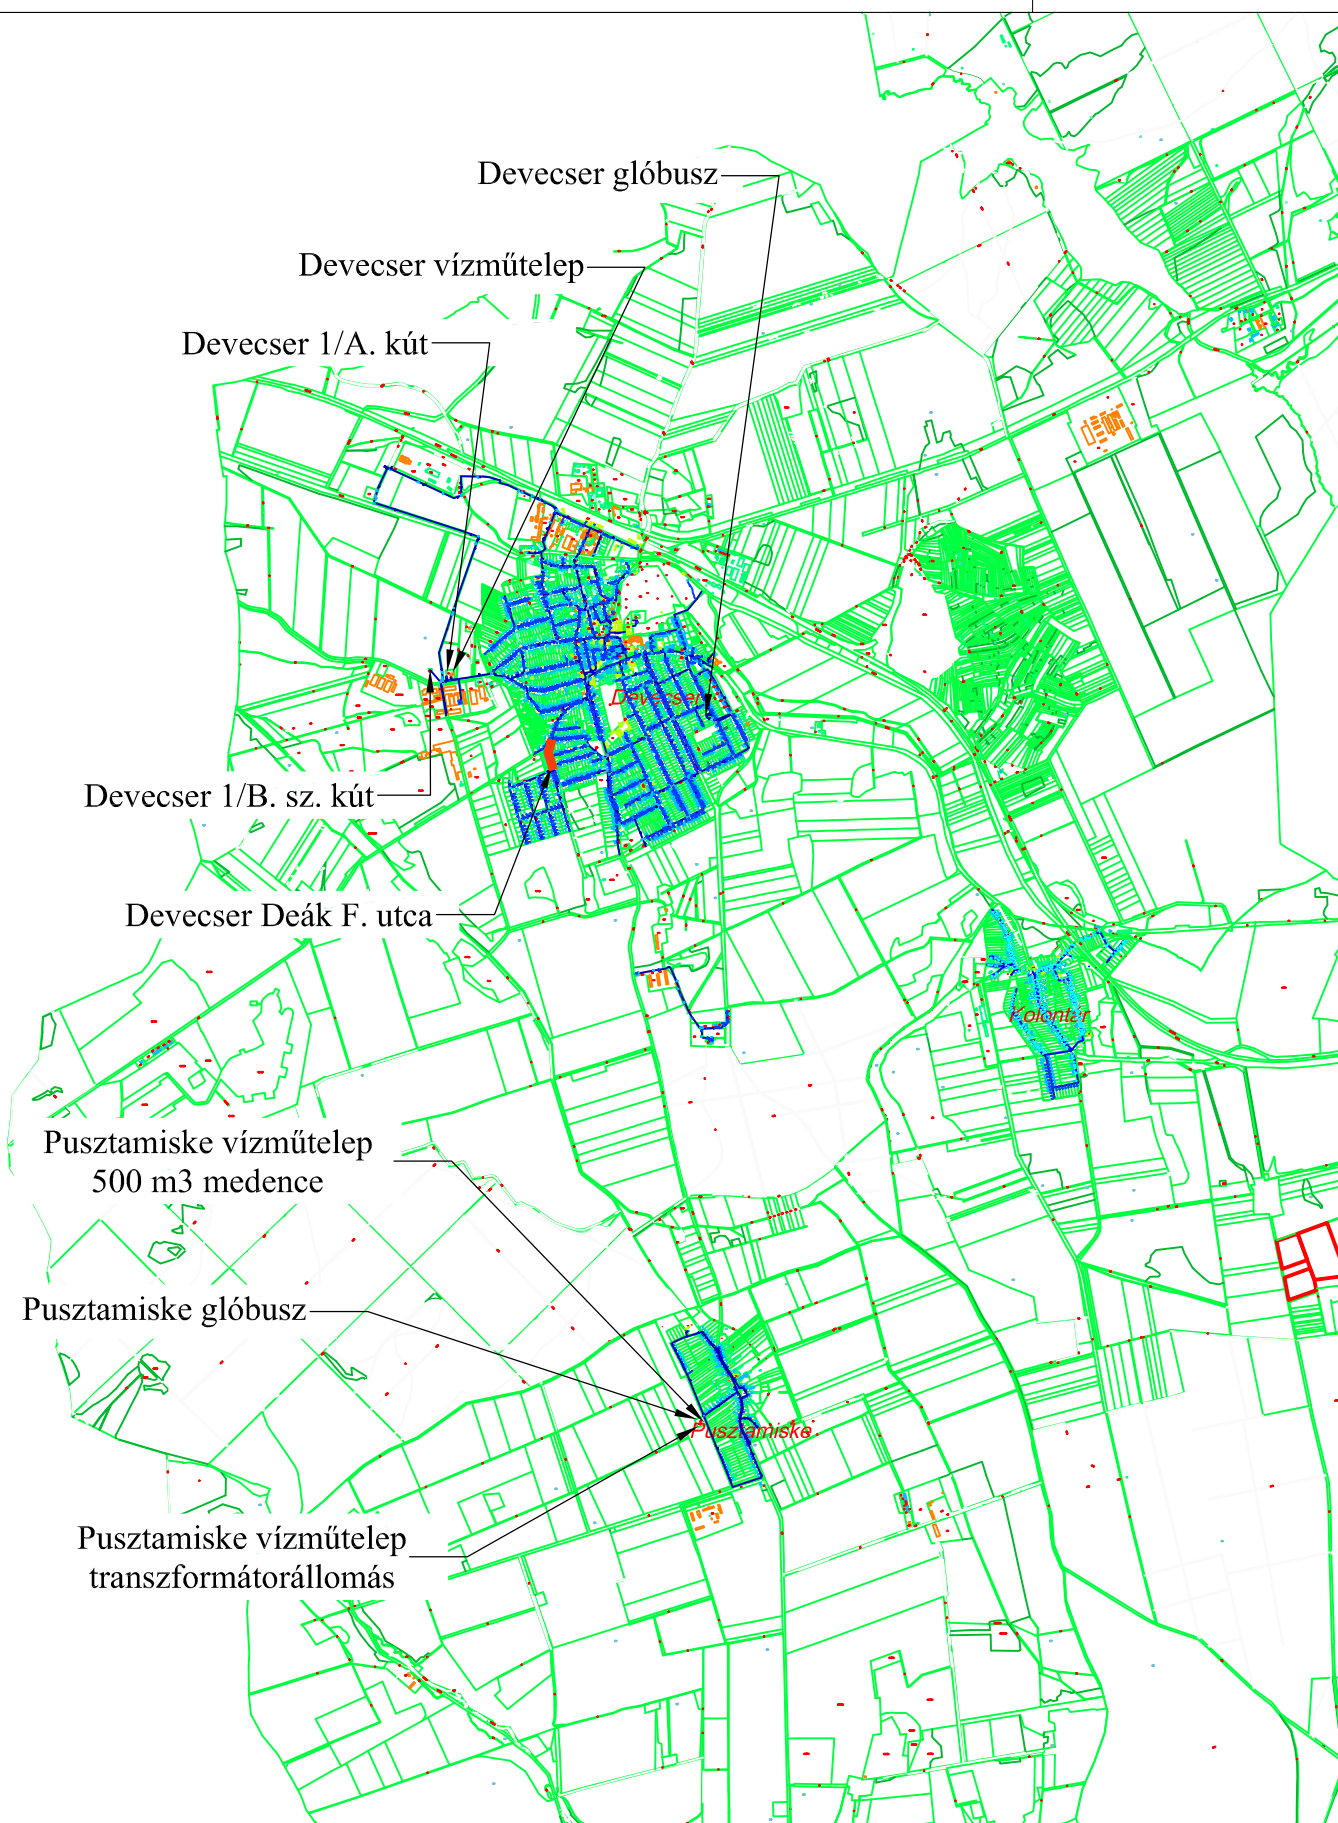 Devecser glóbusz
Devecser vízműtelep
Devecser 1/A. kút
Devecser
Devecser 1/B. sz. kút
Devecser Deák F. utca
Kolontár
Pusztamiske vízműtelep
500 m3 medence
Pusztamiske glóbusz
Pusztamiske
Pusztamiske vízműtelep
transzformátorállomás